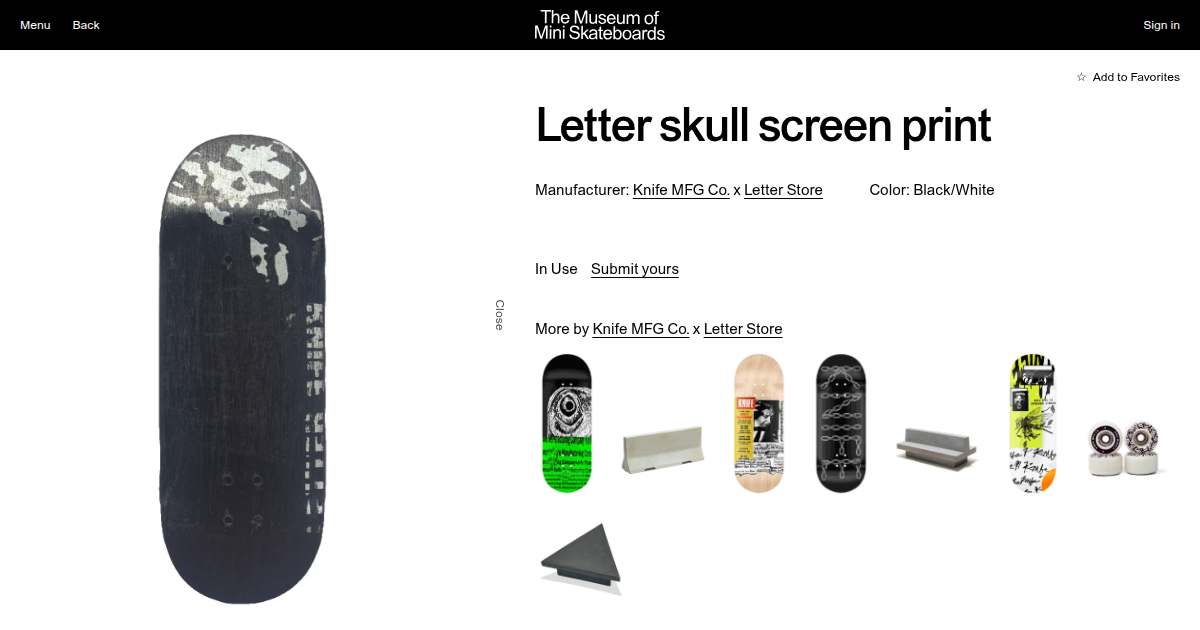 Menu
Back
The Museum of
Mini Skateboards
Sign in
☆ Add to Favorites
Letter skull screen print
Manufacturer: Knife MFG Co. x Letter Store
Color: Black/White
In Use
Submit yours
Close
More by Knife MFG Co. x Letter Store
KNIFE